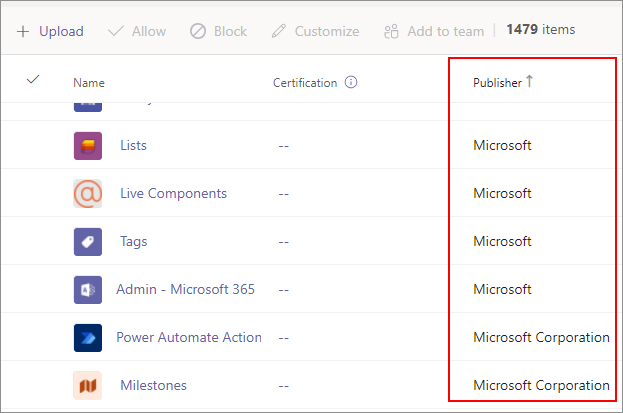 + Upload Allow Block Customize Add to team 1479 items
Name Certification Publisher ↑
Lists -- Microsoft
Live Components -- Microsoft
Tags -- Microsoft
Admin - Microsoft 365 -- Microsoft
Power Automate Action -- Microsoft Corporation
Milestones -- Microsoft Corporation